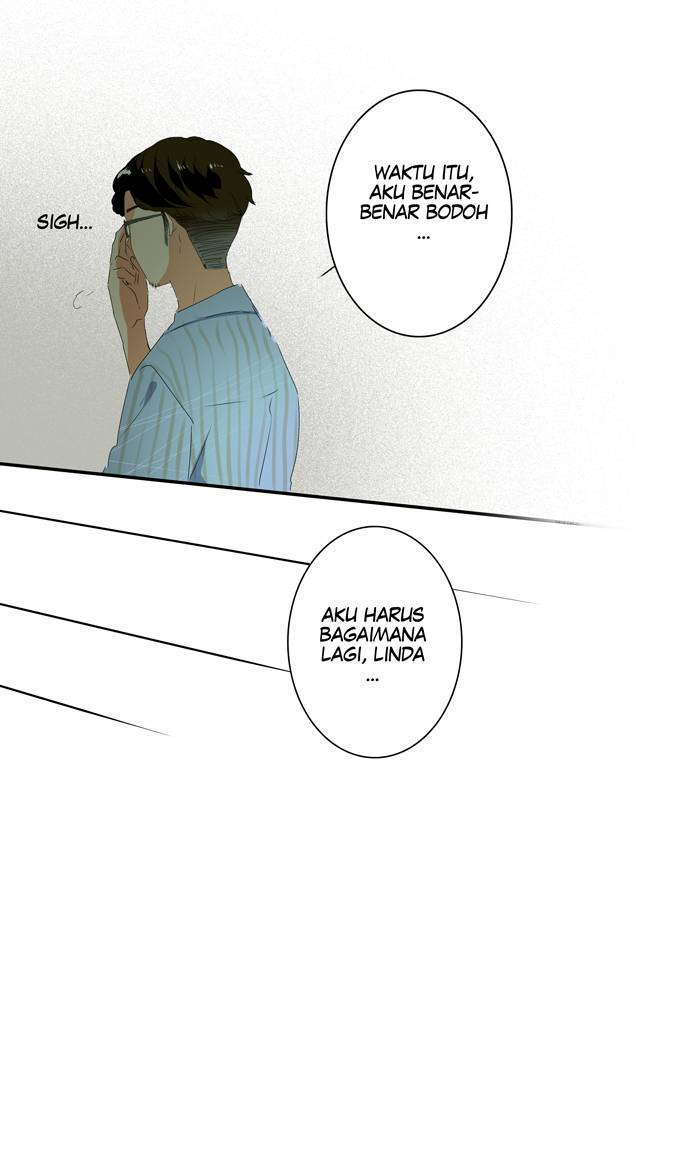 WAKTU ITU,
AKU BENAR-
BENAR BODOH
...
SIGH...
AKU HARUS
BAGAIMANA
LAGI, LINDA
...